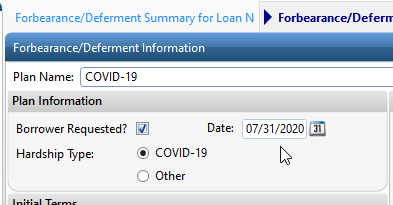 Forbearance/Deferment Summary for Loan N Forbearance/Deferm
Forbearance/Deferment Information
Plan Name: COVID-19
Plan Information
Borrower Requested? Date: 07/31/2020 31
Hardship Type: COVID-19
Other
Initial Terms